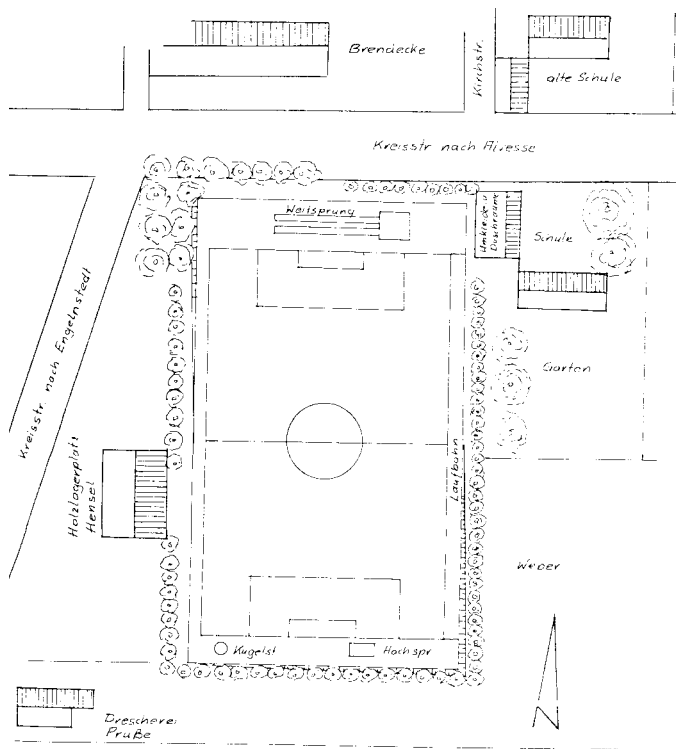 Brendecke
Kirchstr.
alte Schule
Kreisstr nach Alvesse
Weitsprung
Umkleide u
Duschräume
Schule
Kreisstr. nach Engelnstedt
Garten
Laufbahn
Holzlagerplatz
Hensel
Weber
Kugelst
Hochspr
Drescherei
Pruße
N